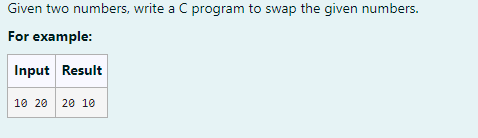 Given two numbers, write a C program to swap the given numbers.
For example:
Input Result
10 20 20 10